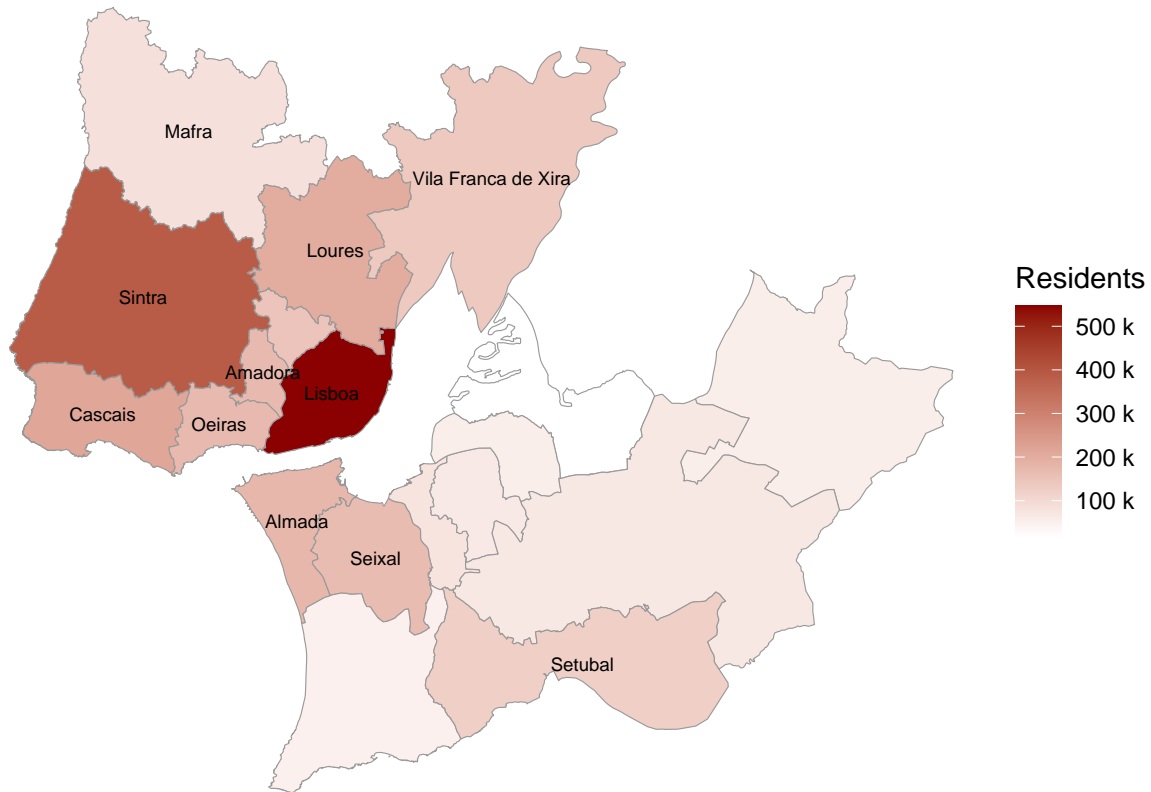 Mafra
Vila Franca de Xira
Loures
Sintra
Amadora
Lisboa
Cascais
Oeiras
Almada
Seixal
Setubal
Residents
500 k
400 k
300 k
200 k
100 k